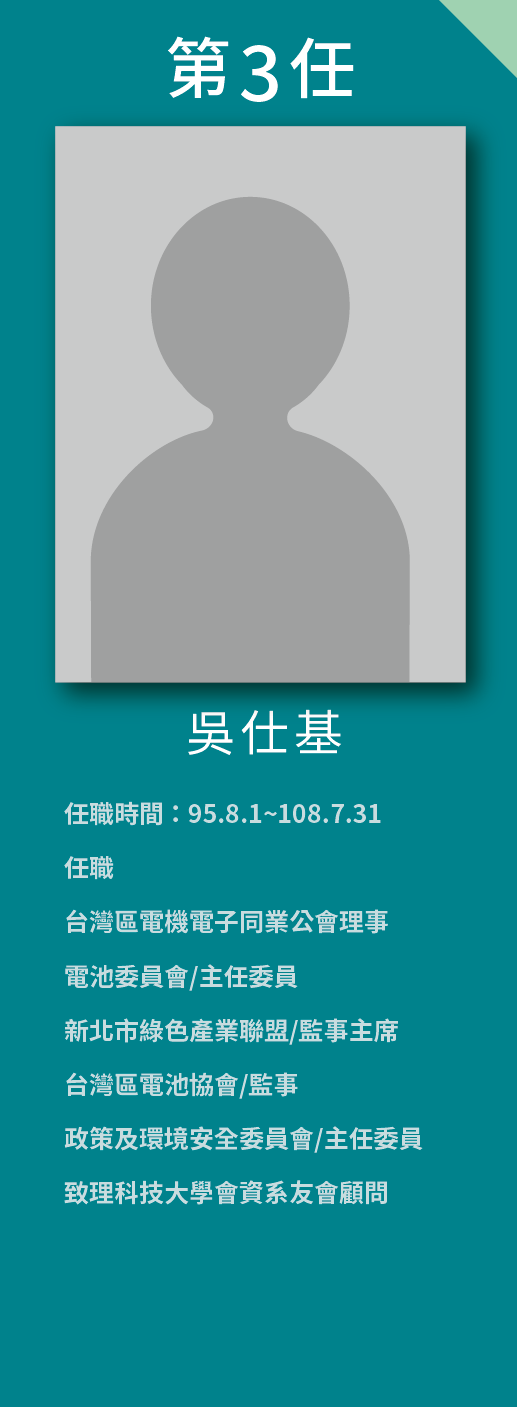 第3任
吳仕基
任職時間：95.8.1~108.7.31
任職
台灣區電機電子同業公會理事
電池委員會/主任委員
新北市綠色產業聯盟/監事主席
台灣區電池協會/監事
政策及環境安全委員會/主任委員
致理科技大學會資系友會顧問